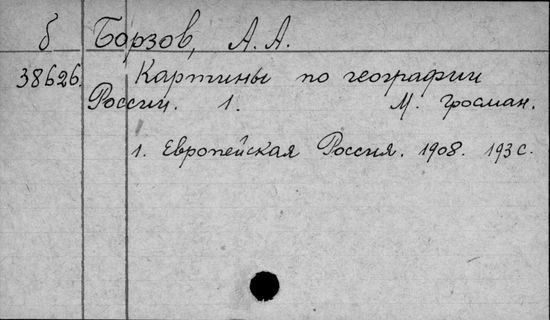 б Борзов, А. А.
38626. Картины по географии
России. 1. М. Гросман.
1. Европейская Россия. 1908. 193 с.